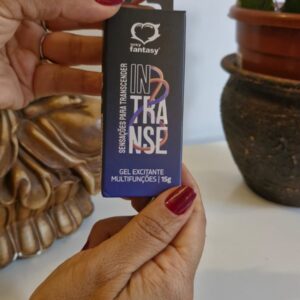 sexy
fantasy
SENSAÇÕES PARA TRANSCENDER
IN
TRA
NSE
GEL EXCITANTE
MULTIFUNÇÕES | 15g